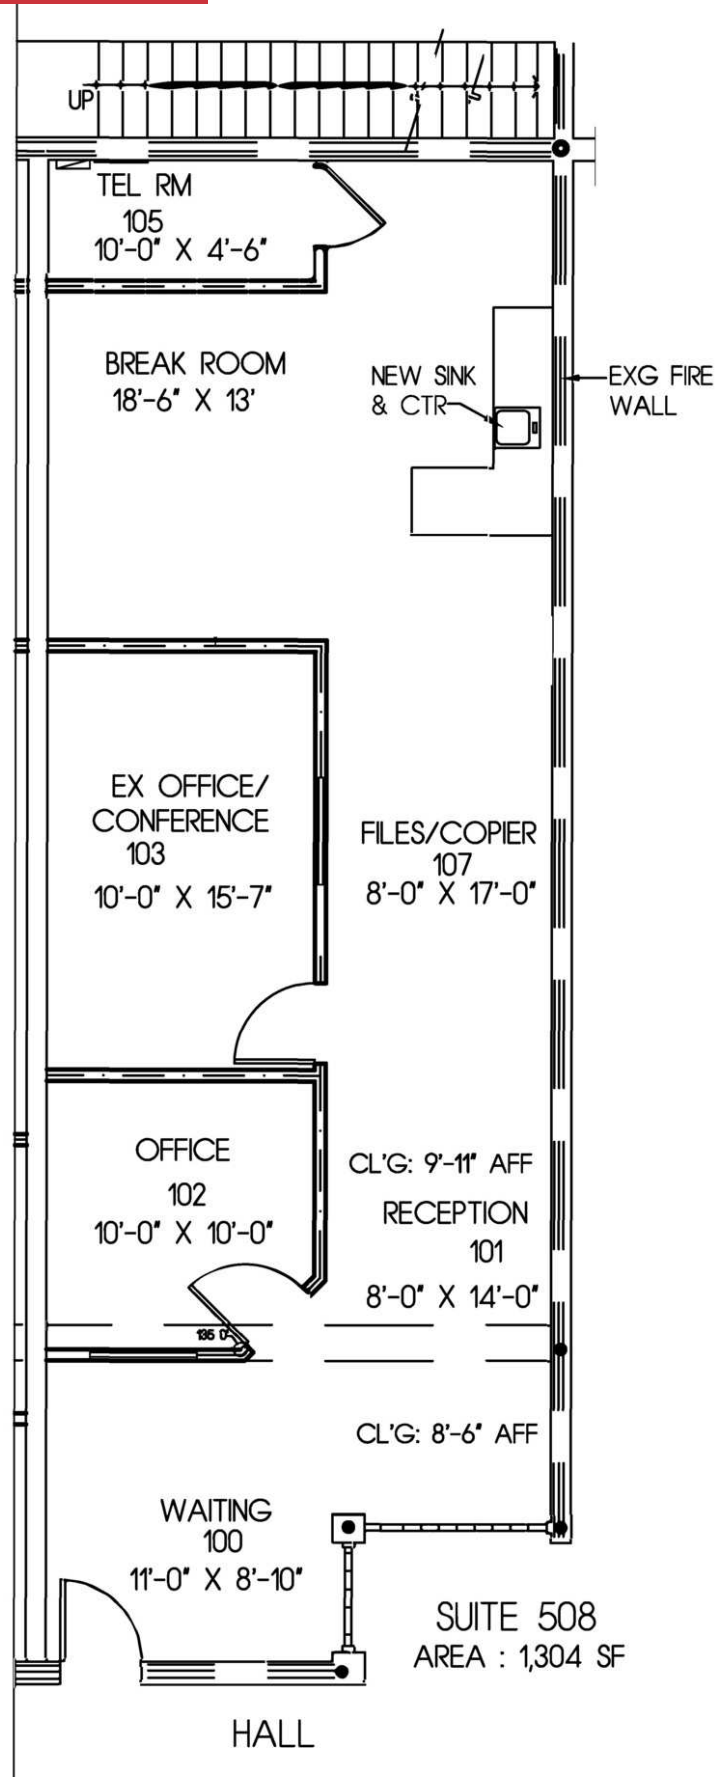 UP
TEL RM
105
10'-0" X 4'-6"
BREAK ROOM
18'-6" X 13'
NEW SINK
& CTR
EXG FIRE
WALL
EX OFFICE/
CONFERENCE
103
10'-0" X 15'-7"
FILES/COPIER
107
8'-0" X 17'-0"
OFFICE
102
10'-0" X 10'-0"
CL'G: 9'-11" AFF
RECEPTION
101
8'-0" X 14'-0"
CL'G: 8'-6" AFF
WAITING
100
11'-0" X 8'-10"
SUITE 508
AREA : 1,304 SF
HALL